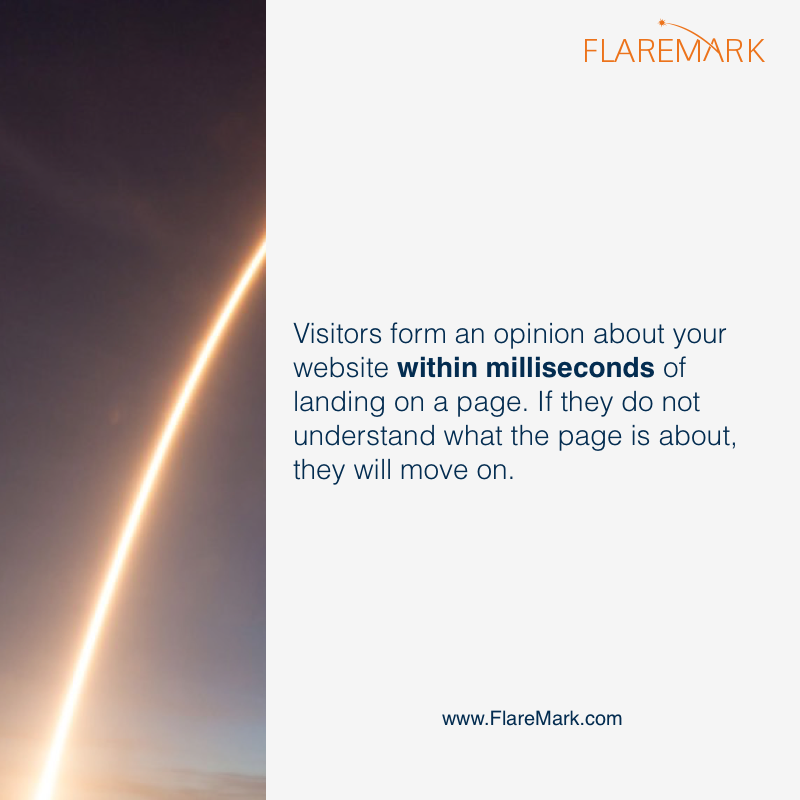 FLAREMARK
Visitors form an opinion about your
website within milliseconds of
landing on a page. If they do not
understand what the page is about,
they will move on.
www.FlareMark.com